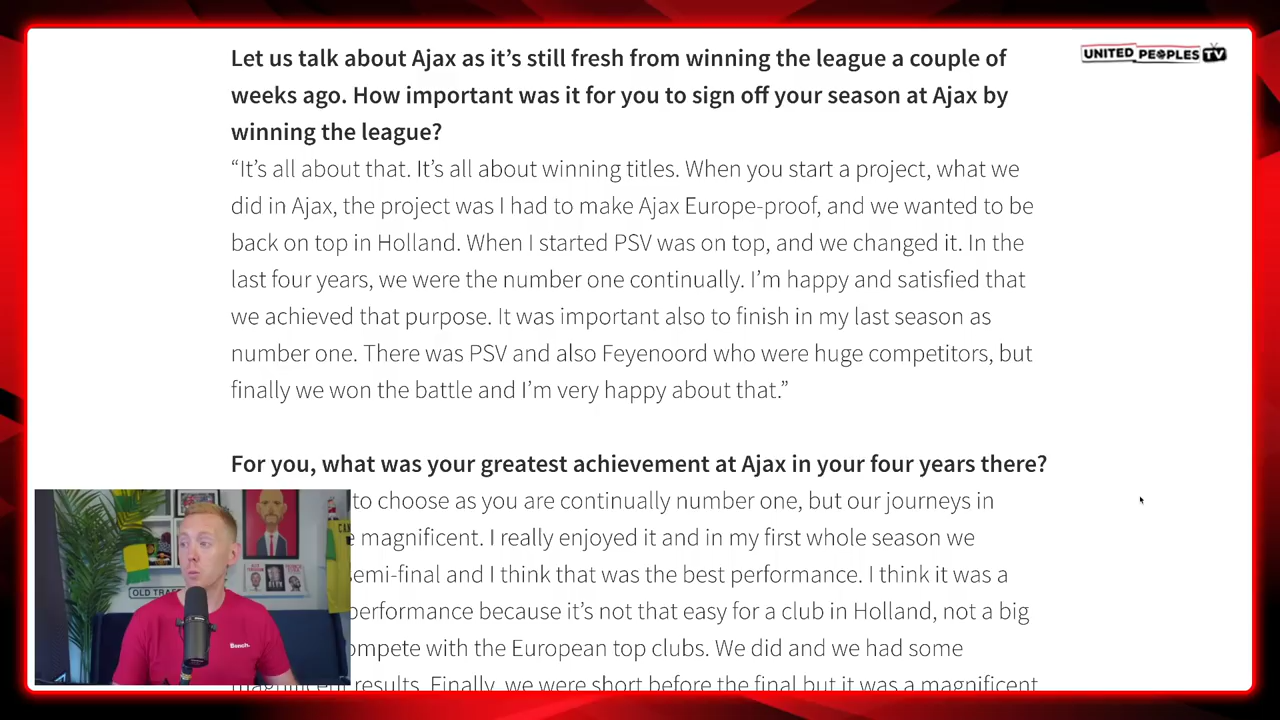 UNITED PEOPLES TV
Let us talk about Ajax as it’s still fresh from winning the league a couple of
weeks ago. How important was it for you to sign off your season at Ajax by
winning the league?
“It’s all about that. It’s all about winning titles. When you start a project, what we
did in Ajax, the project was I had to make Ajax Europe-proof, and we wanted to be
back on top in Holland. When I started PSV was on top, and we changed it. In the
last four years, we were the number one continually. I’m happy and satisfied that
we achieved that purpose. It was important also to finish in my last season as
number one. There was PSV and also Feyenoord who were huge competitors, but
finally we won the battle and I’m very happy about that.”
For you, what was your greatest achievement at Ajax in your four years there?
to choose as you are continually number one, but our journeys in
magnificent. I really enjoyed it and in my first whole season we
semi-final and I think that was the best performance. I think it was a
performance because it’s not that easy for a club in Holland, not a big
compete with the European top clubs. We did and we had some
magnificent results. Finally, we were short before the final but it was a magnificent
OLD TRAF
Bench.